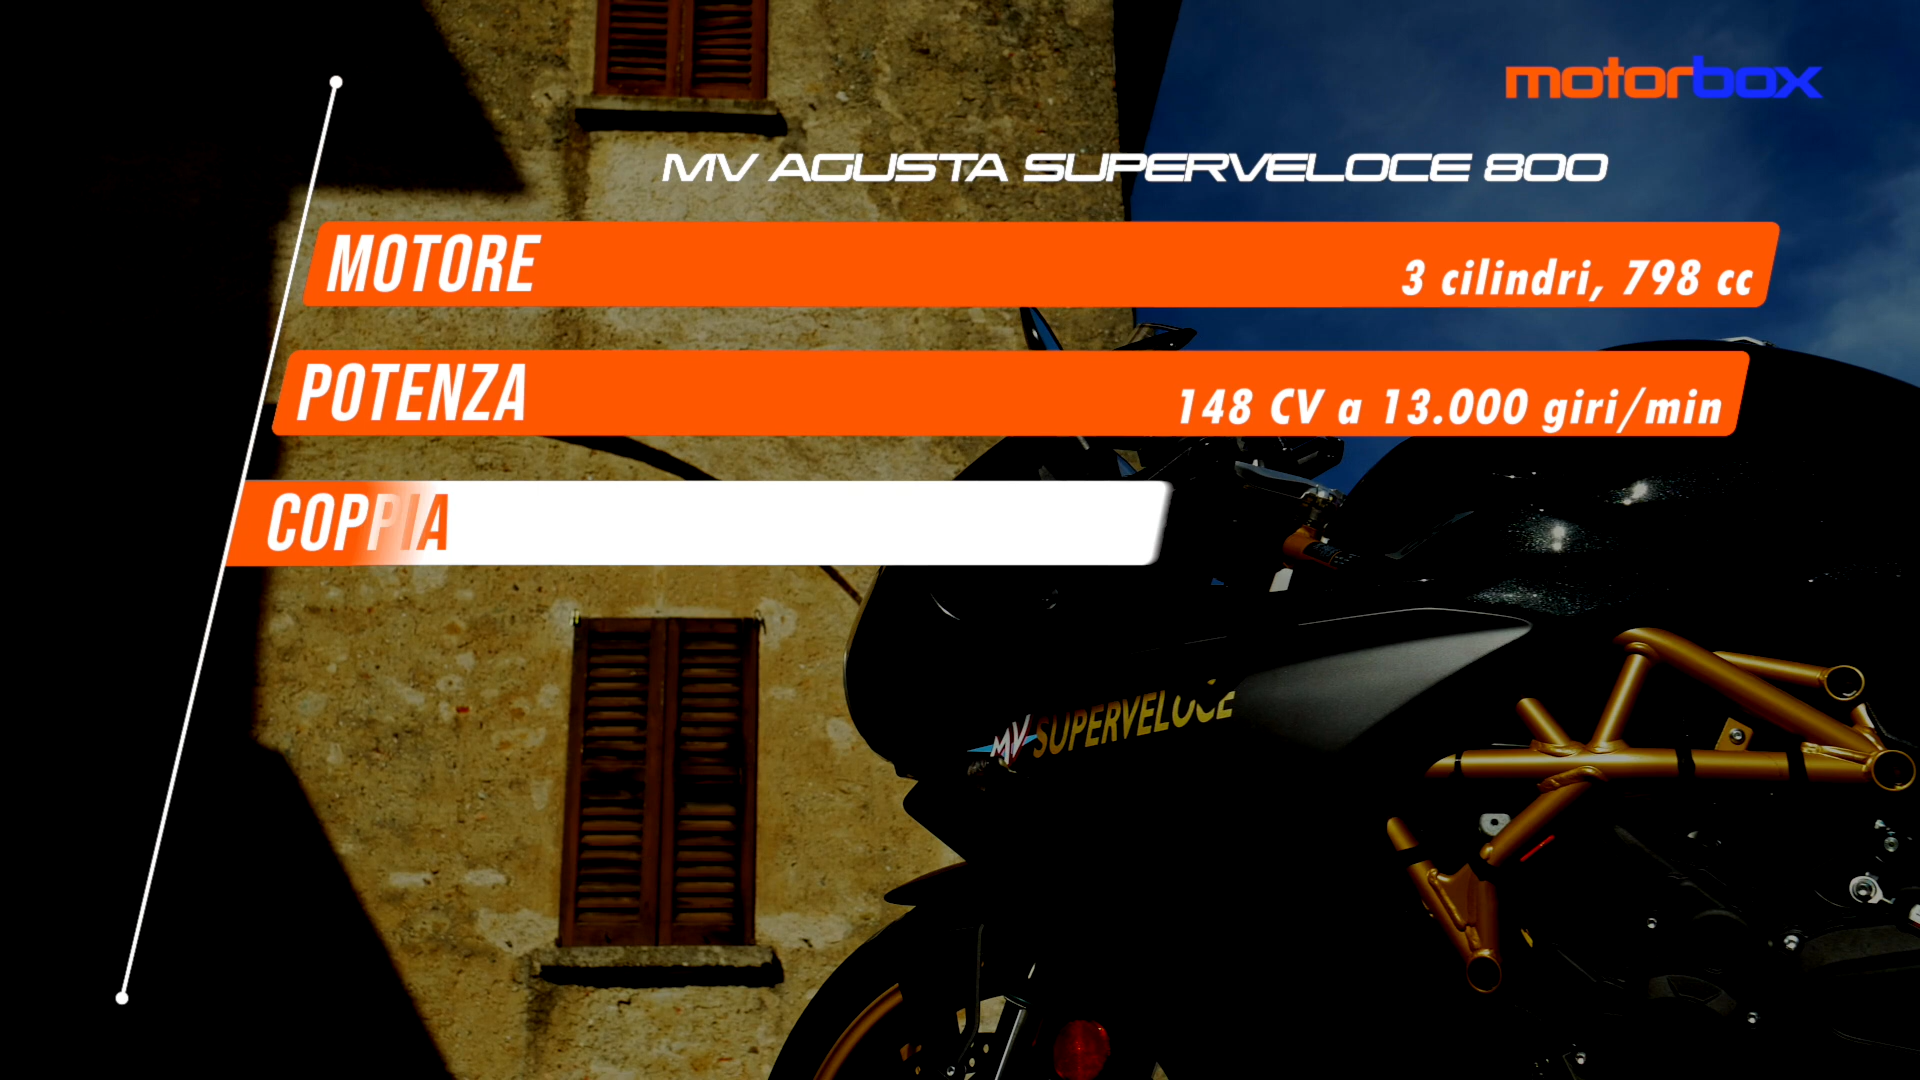 motorbox
MV AGUSTA SUPERVELOCE 800
MOTORE
3 cilindri, 798 cc
POTENZA
148 CV a 13.000 giri/min
COPPIA
MV SUPERVELOCE